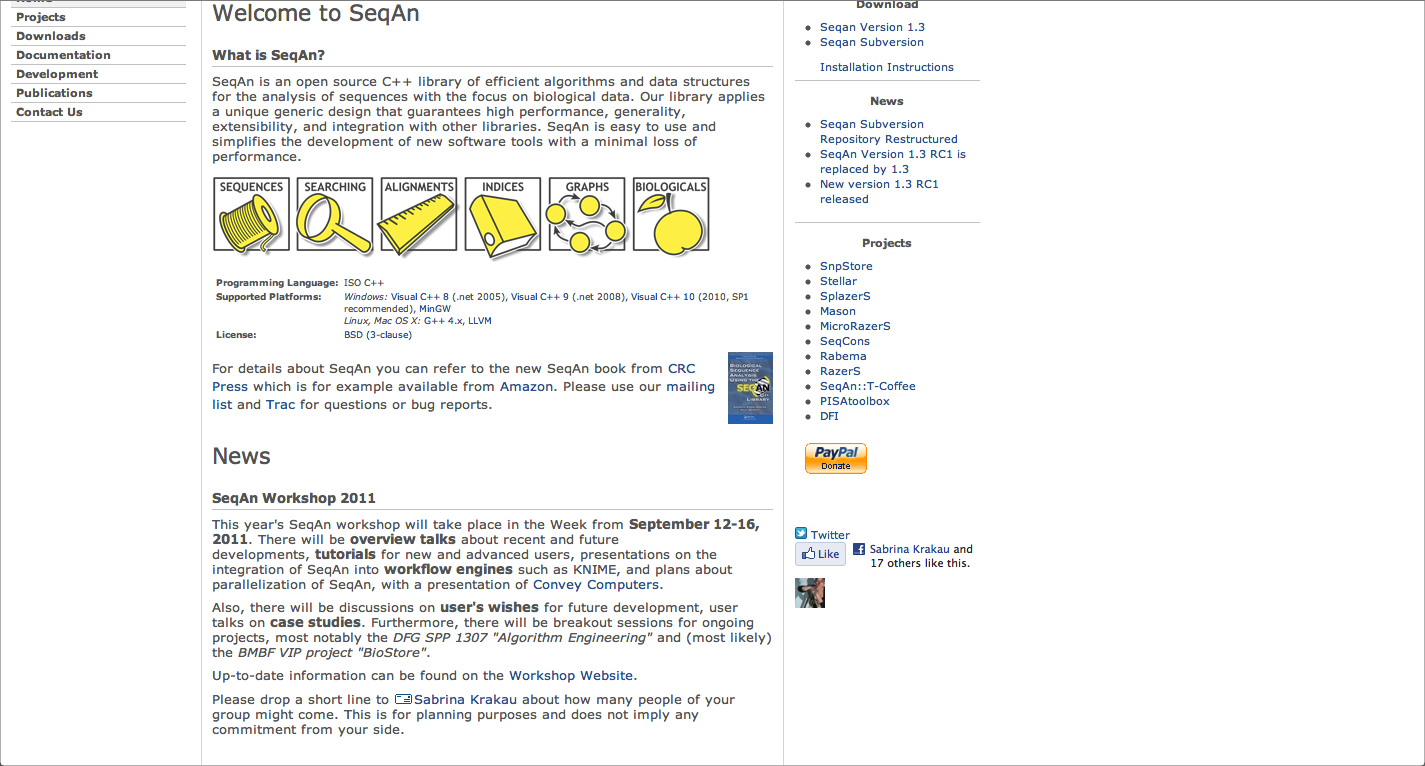 Projects
Downloads
Documentation
Development
Publications
Contact Us
Welcome to SeqAn
What is SeqAn?
SeqAn is an open source C++ library of efficient algorithms and data structures
for the analysis of sequences with the focus on biological data. Our library applies
a unique generic design that guarantees high performance, generality,
extensibility, and integration with other libraries. SeqAn is easy to use and
simplifies the development of new software tools with a minimal loss of
performance.
SEQUENCES SEARCHING ALIGNMENTS INDICES GRAPHS BIOLOGICALS
Programming Language: ISO C++
Supported Platforms: Windows: Visual C++ 8 (.net 2005), Visual C++ 9 (.net 2008), Visual C++ 10 (2010, SP1
recommended), MinGW
Linux, Mac OS X: G++ 4.x, LLVM
License: BSD (3-clause)
For details about SeqAn you can refer to the new SeqAn book from CRC
Press which is for example available from Amazon. Please use our mailing
list and Trac for questions or bug reports.
BIOLOGICAL
SEQUENCE
ANALYSIS
USING THE
SEQAN
C++
LIBRARY
News
SeqAn Workshop 2011
This year's SeqAn workshop will take place in the Week from September 12-16,
2011. There will be overview talks about recent and future
developments, tutorials for new and advanced users, presentations on the
integration of SeqAn into workflow engines such as KNIME, and plans about
parallelization of SeqAn, with a presentation of Convey Computers.
Also, there will be discussions on user's wishes for future development, user
talks on case studies. Furthermore, there will be breakout sessions for ongoing
projects, most notably the DFG SPP 1307 "Algorithm Engineering" and (most likely)
the BMBF VIP project "BioStore".
Up-to-date information can be found on the Workshop Website.
Please drop a short line to Sabrina Krakau about how many people of your
group might come. This is for planning purposes and does not imply any
commitment from your side.
Download
Seqan Version 1.3
Seqan Subversion
Installation Instructions
News
Seqan Subversion
Repository Restructured
SeqAn Version 1.3 RC1 is
replaced by 1.3
New version 1.3 RC1
released
Projects
SnpStore
Stellar
SplazerS
Mason
MicroRazerS
SeqCons
Rabema
RazerS
SeqAn::T-Coffee
PISAtoolbox
DFI
PayPal
Donate
Twitter
Like
Sabrina Krakau and
17 others like this.